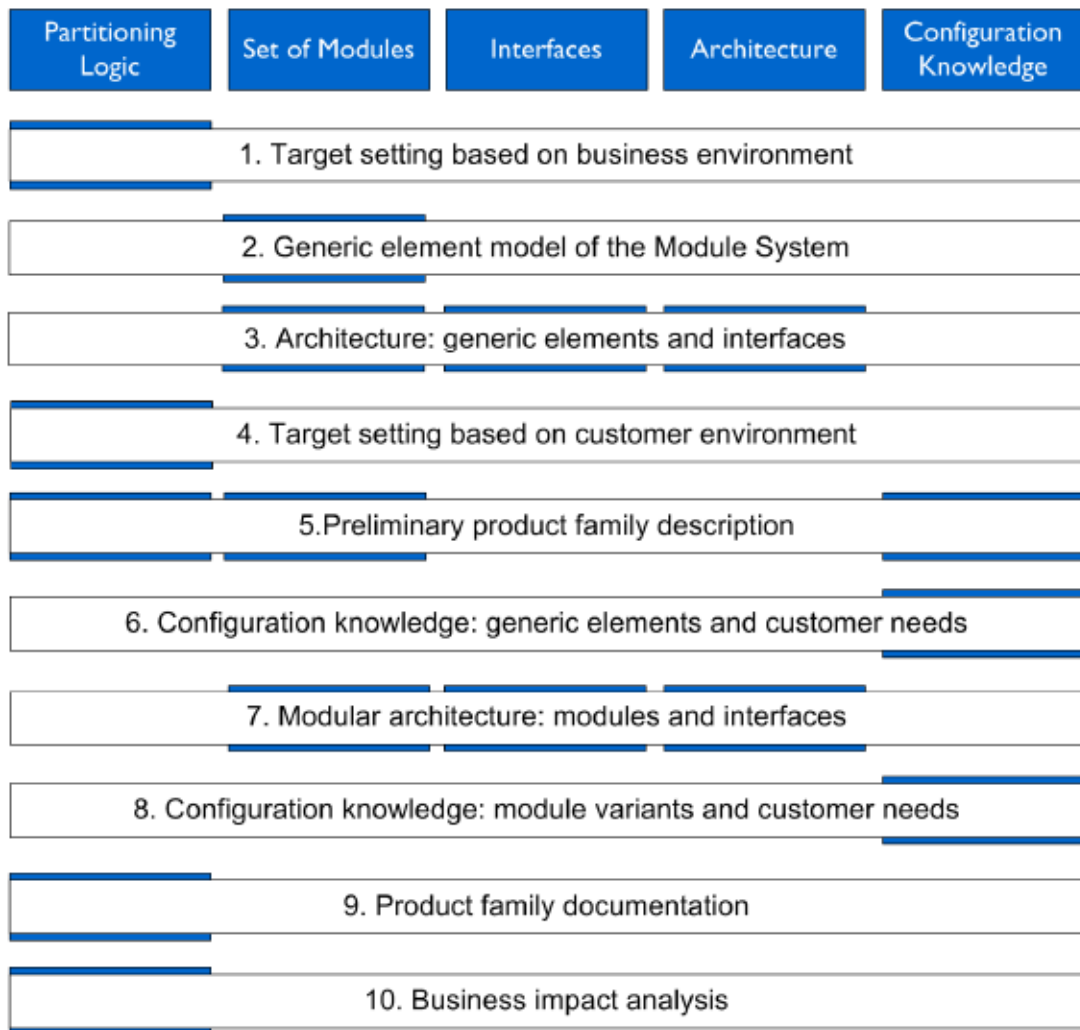 Partitioning
Logic
Set of Modules
Interfaces
Architecture
Configuration
Knowledge
1. Target setting based on business environment
2. Generic element model of the Module System
3. Architecture: generic elements and interfaces
4. Target setting based on customer environment
5.Preliminary product family description
6. Configuration knowledge: generic elements and customer needs
7. Modular architecture: modules and interfaces
8. Configuration knowledge: module variants and customer needs
9. Product family documentation
10. Business impact analysis